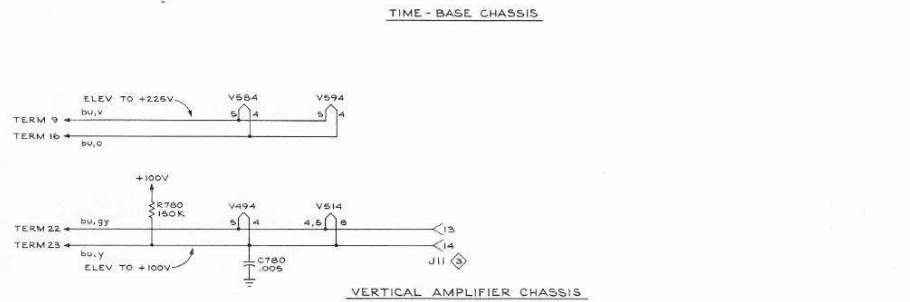 TIME-BASE CHASSIS
ELEV TO +225V
V584
V594
bu,v
5
4
5
4
TERM 9
TERM 16
bu,o
+100V
R780
150K
V494
V514
bu,gy
5
4
4,5
6
TERM 22
13
TERM 23
14
bu,y
ELEV TO +100V
C780
.005
J11 3
VERTICAL AMPLIFIER CHASSIS